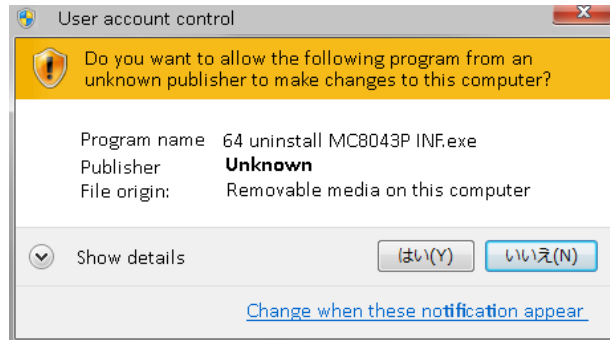 User account control
Do you want to allow the following program from an
unknown publisher to make changes to this computer?
Program name 64 uninstall MC8043P INF.exe
Publisher Unknown
File origin: Removable media on this computer
Show details はい(Y) いいえ(N)
Change when these notification appear